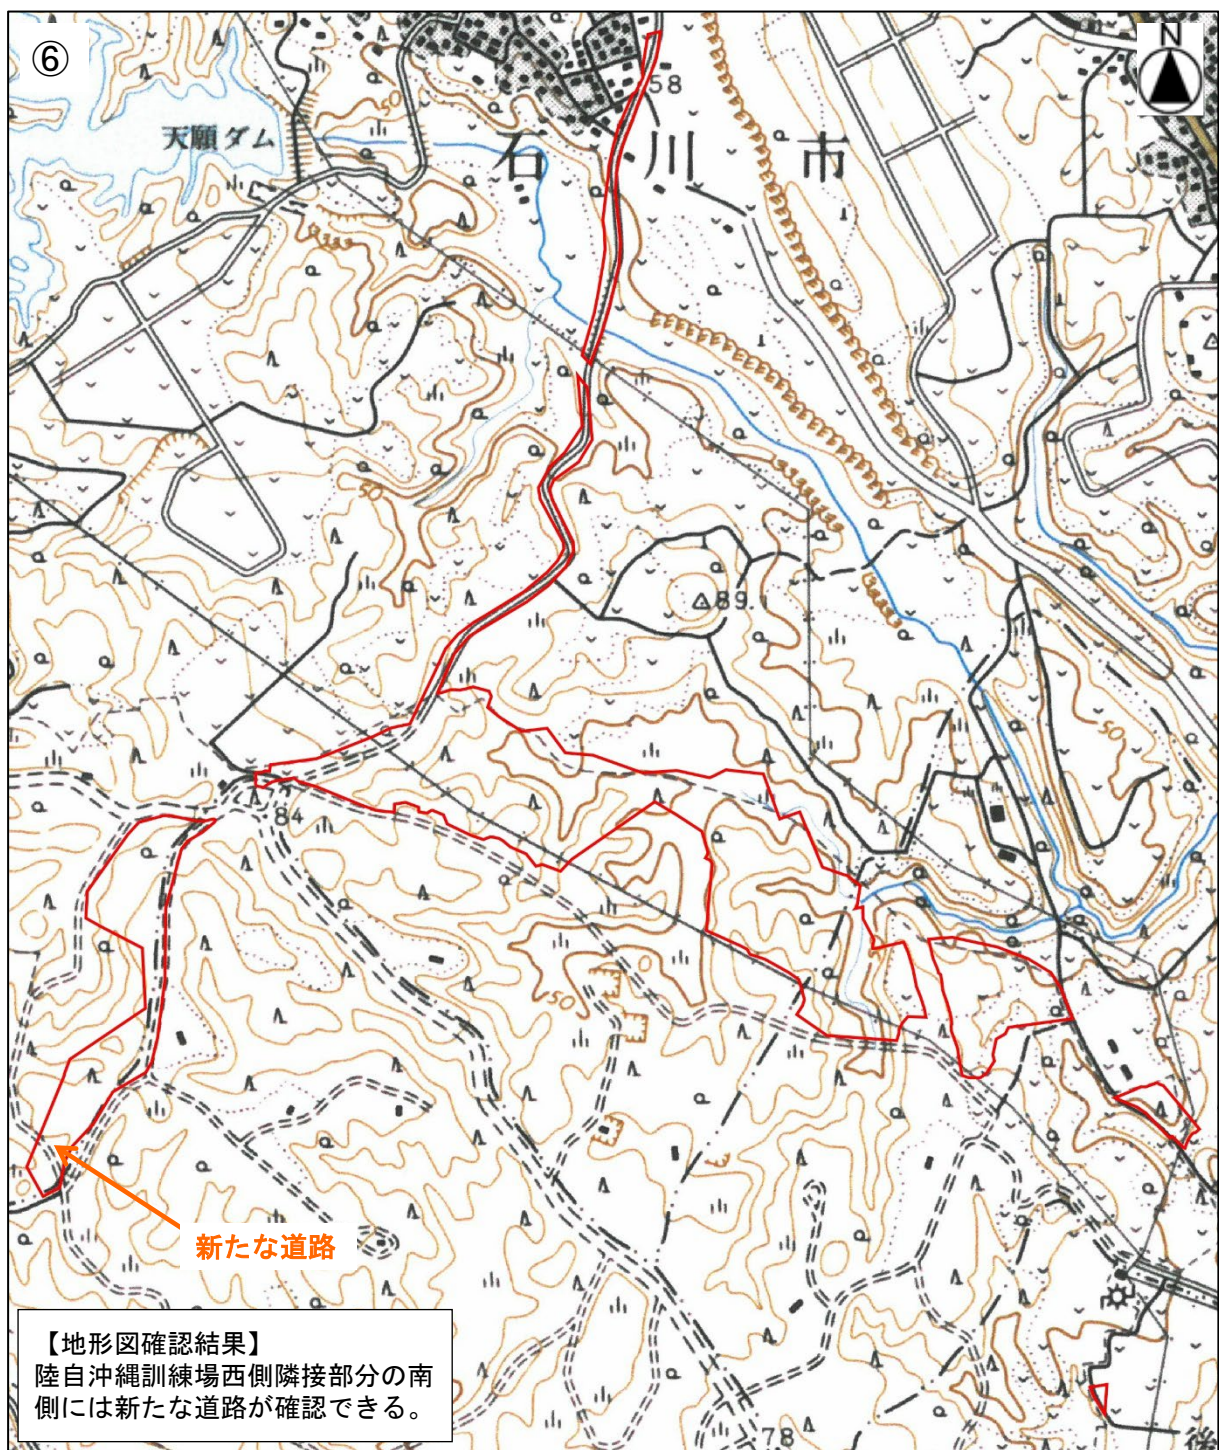 ⑥
N
50
58
天願ダム
石川市
50
△89.1
50
84
150
新たな道路
【地形図確認結果】
陸自沖縄訓練場西側隣接部分の南
側には新たな道路が確認できる。
78